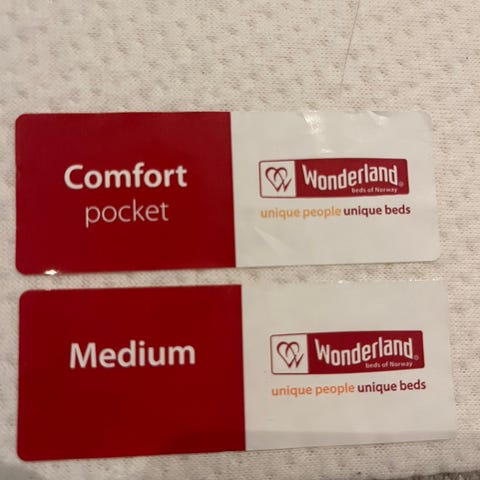 Comfort
pocket
Wonderland®
beds of Norway
unique people unique beds
Medium
Wonderland®
beds of Norway
unique people unique beds